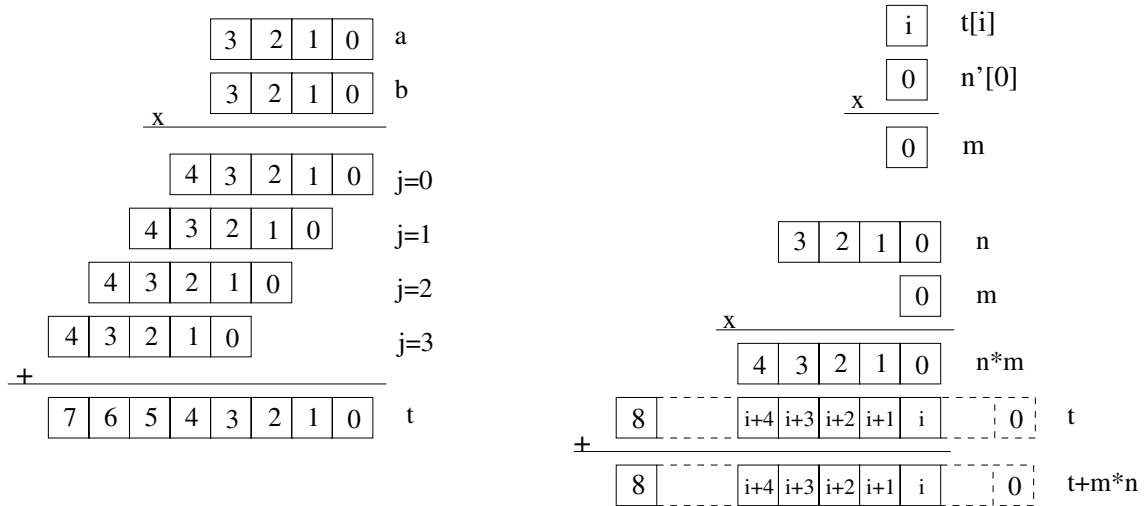 3 2 1 0 a
3 2 1 0 b
x
4 3 2 1 0 j=0
4 3 2 1 0 j=1
4 3 2 1 0 j=2
4 3 2 1 0 j=3
+
7 6 5 4 3 2 1 0 t
i t[i]
0 n’[0]
x
0 m
3 2 1 0 n
0 m
x
4 3 2 1 0 n*m
8 i+4 i+3 i+2 i+1 i 0 t
+
8 i+4 i+3 i+2 i+1 i 0 t+m*n